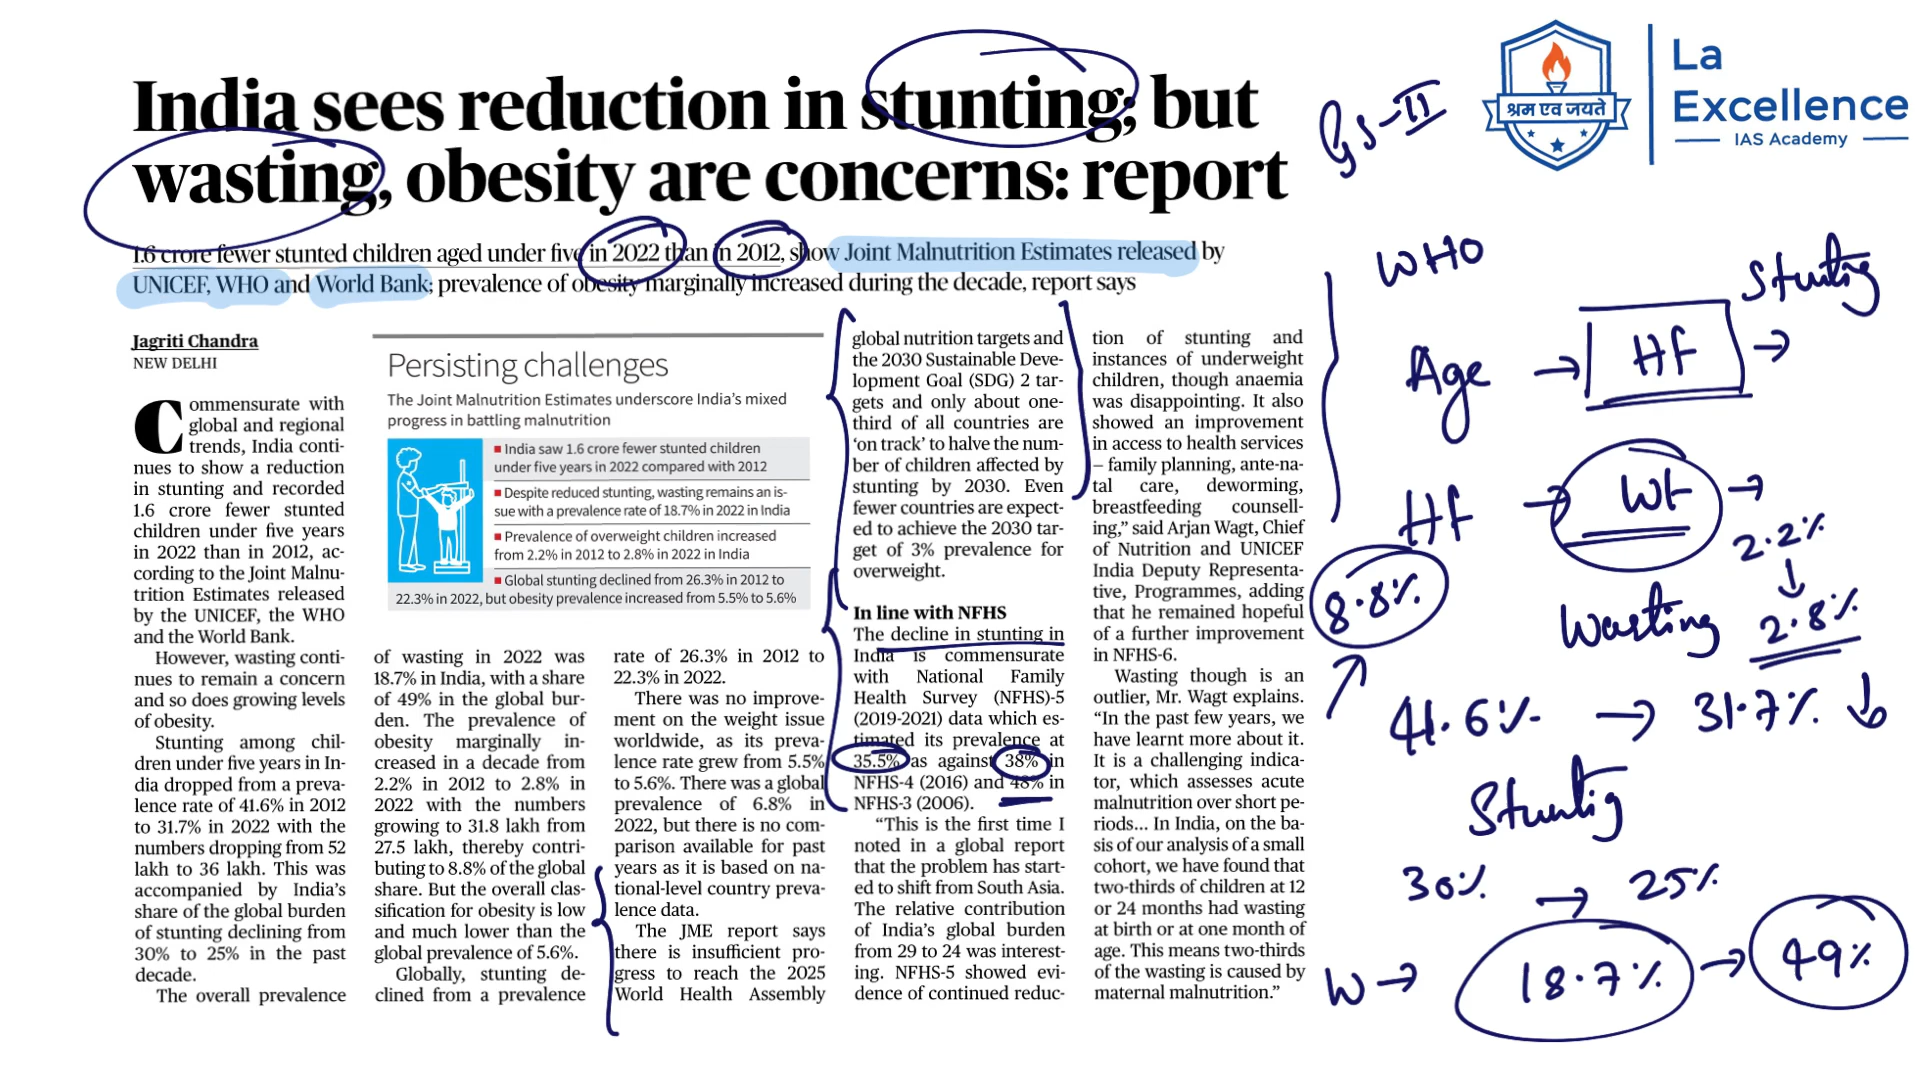 India sees reduction in stunting; but
wasting, obesity are concerns: report
1.6 crore fewer stunted children aged under five in 2022 than in 2012, show Joint Malnutrition Estimates released by
UNICEF, WHO and World Bank; prevalence of obesity marginally increased during the decade, report says
Jagriti Chandra
NEW DELHI
Commensurate with
global and regional
trends, India conti-
nues to show a reduction
in stunting and recorded
1.6 crore fewer stunted
children under five years
in 2022 than in 2012, ac-
cording to the Joint Malnu-
trition Estimates released
by the UNICEF, the WHO
and the World Bank.
However, wasting conti-
nues to remain a concern
and so does growing levels
of obesity.
Stunting among chil-
dren under five years in In-
dia dropped from a preva-
lence rate of 41.6% in 2012
to 31.7% in 2022 with the
numbers dropping from 52
lakh to 36 lakh. This was
accompanied by India's
share of the global burden
of stunting declining from
30% to 25% in the past
decade.
The overall prevalence
Persisting challenges
The Joint Malnutrition Estimates underscore India's mixed
progress in battling malnutrition
■ India saw 1.6 crore fewer stunted children
under five years in 2022 compared with 2012
■ Despite reduced stunting, wasting remains an is-
sue with a prevalence rate of 18.7% in 2022 in India
■ Prevalence of overweight children increased
from 2.2% in 2012 to 2.8% in 2022 in India
■ Global stunting declined from 26.3% in 2012 to
22.3% in 2022, but obesity prevalence increased from 5.5% to 5.6%
of wasting in 2022 was
18.7% in India, with a share
of 49% in the global bur-
den. The prevalence of
obesity marginally in-
creased in a decade from
2.2% in 2012 to 2.8% in
2022 with the numbers
growing to 31.8 lakh from
27.5 lakh, thereby contri-
buting to 8.8% of the global
share. But the overall clas-
sification for obesity is low
and much lower than the
global prevalence of 5.6%.
Globally, stunting de-
clined from a prevalence
rate of 26.3% in 2012 to
22.3% in 2022.
There was no improve-
ment on the weight issue
worldwide, as its preva-
lence rate grew from 5.5%
to 5.6%. There was a global
prevalence of 6.8% in
2022, but there is no com-
parison available for past
years as it is based on na-
tional-level country preva-
lence data.
The JME report says
there is insufficient pro-
gress to reach the 2025
World Health Assembly
global nutrition targets and
the 2030 Sustainable Deve-
lopment Goal (SDG) 2 tar-
gets and only about one-
third of all countries are
'on track' to halve the num-
ber of children affected by
stunting by 2030. Even
fewer countries are expect-
ed to achieve the 2030 tar-
get of 3% prevalence for
overweight.
In line with NFHS
The decline in stunting in
India is commensurate
with National Family
Health Survey (NFHS)-5
(2019-2021) data which es-
timated its prevalence at
35.5% as against 38% in
NFHS-4 (2016) and 48% in
NFHS-3 (2006).
"This is the first time I
noted in a global report
that the problem has start-
ed to shift from South Asia.
The relative contribution
of India's global burden
from 29 to 24 was interest-
ing. NFHS-5 showed evi-
dence of continued reduc-
tion of stunting and
instances of underweight
children, though anaemia
was disappointing. It also
showed an improvement
in access to health services
– family planning, ante-na-
tal care, deworming,
breastfeeding counsell-
ing," said Arjan Wagt, Chief
of Nutrition and UNICEF
India Deputy Representa-
tive, Programmes, adding
that he remained hopeful
of a further improvement
in NFHS-6.
Wasting though is an
outlier, Mr. Wagt explains.
"In the past few years, we
have learnt more about it.
It is a challenging indica-
tor, which assesses acute
malnutrition over short pe-
riods... In India, on the ba-
sis of our analysis of a small
cohort, we have found that
two-thirds of children at 12
or 24 months had wasting
at birth or at one month of
age. This means two-thirds
of the wasting is caused by
maternal malnutrition."
श्रम एव जयते
La
Excellence
IAS Academy
GS-II
WHO
Stunting
Age → Ht →
Ht → Wt →
2.2%
↓
8.8%
Wasting 2.8%
41.6% → 31.7% ↓
Stunting
30% → 25%
W → 18.7% → 49%